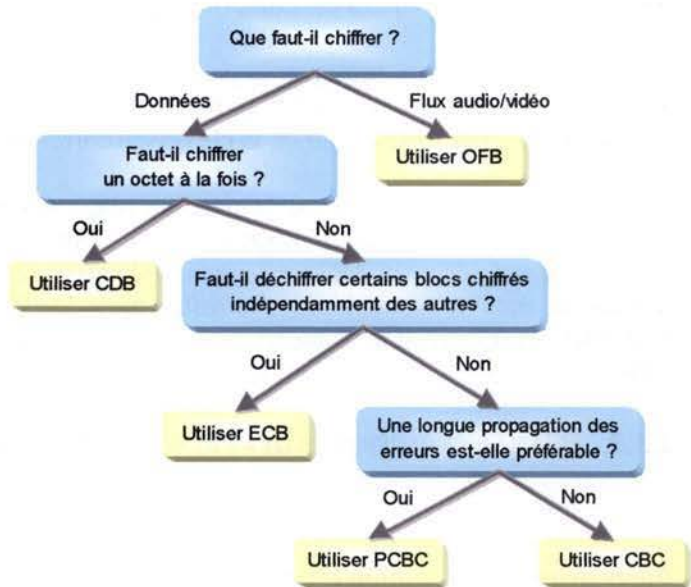 Que faut-il chiffrer ?
Données
Flux audio/vidéo
Faut-il chiffrer
un octet à la fois ?
Utiliser OFB
Oui
Non
Utiliser CDB
Faut-il déchiffrer certains blocs chiffrés
indépendamment des autres ?
Oui
Non
Utiliser ECB
Une longue propagation des
erreurs est-elle préférable ?
Oui
Non
Utiliser PCBC
Utiliser CBC